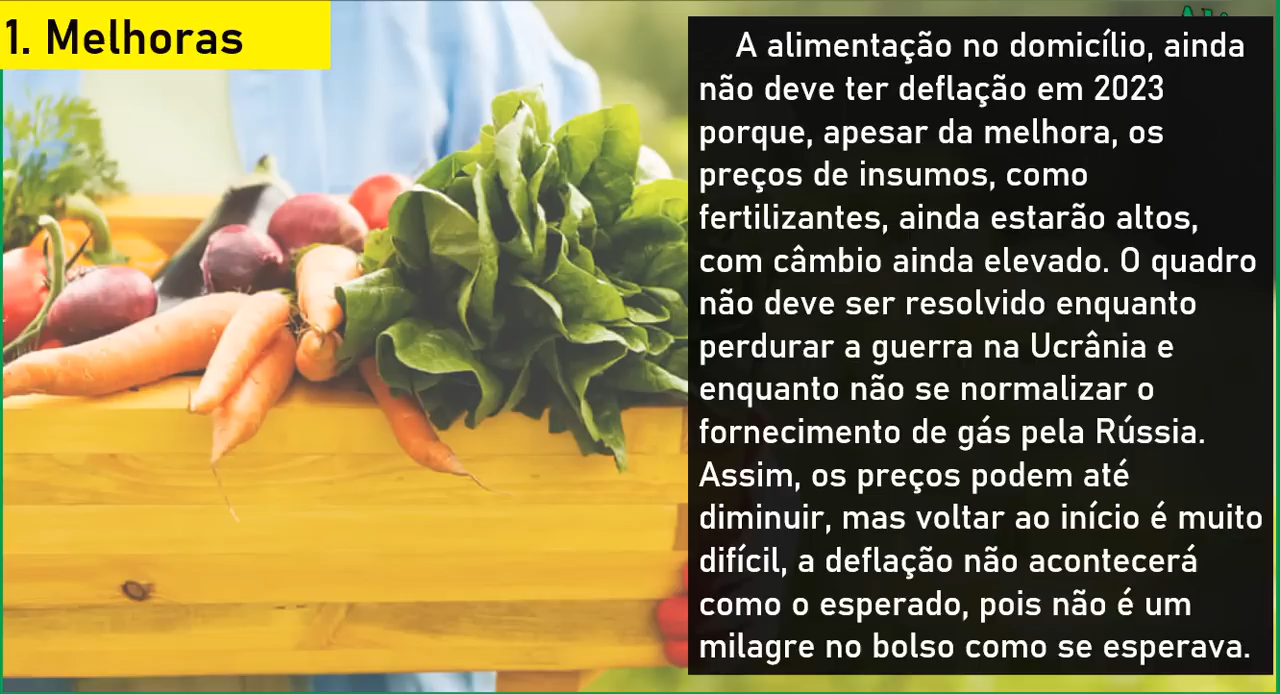 1. Melhoras
A alimentação no domicílio, ainda
não deve ter deflação em 2023
porque, apesar da melhora, os
preços de insumos, como
fertilizantes, ainda estarão altos,
com câmbio ainda elevado. O quadro
não deve ser resolvido enquanto
perdurar a guerra na Ucrânia e
enquanto não se normalizar o
fornecimento de gás pela Rússia.
Assim, os preços podem até
diminuir, mas voltar ao início é muito
difícil, a deflação não acontecerá
como o esperado, pois não é um
milagre no bolso como se esperava.